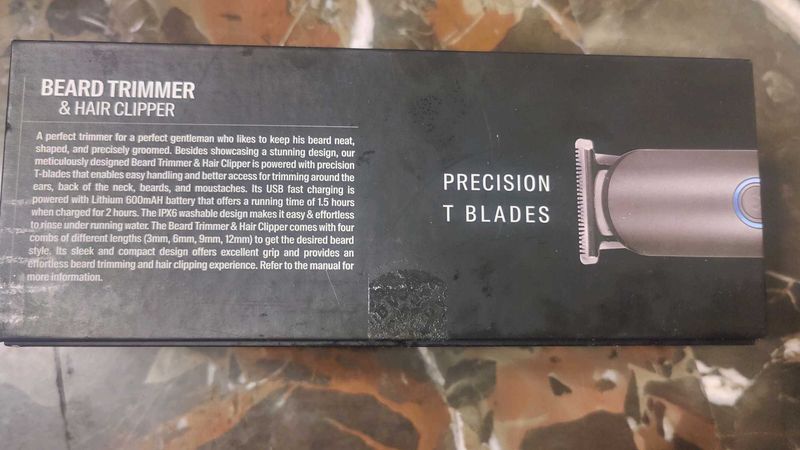 BEARD TRIMMER
& HAIR CLIPPER
A perfect trimmer for a perfect gentleman who likes to keep his beard neat,
shaped, and precisely groomed. Besides showcasing a stunning design, our
meticulously designed Beard Trimmer & Hair Clipper is powered with precision
T-blades that enables easy handling and better access for trimming around the
ears, back of the neck, beards, and moustaches. Its USB fast charging is
powered with Lithium 600mAH battery that offers a running time of 1.5 hours
when charged for 2 hours. The IPX6 washable design makes it easy & effortless
to rinse under running water. The Beard Trimmer & Hair Clipper comes with four
combs of different lengths (3mm, 6mm, 9mm, 12mm) to get the desired beard
style. Its sleek and compact design offers excellent grip and provides an
effortless beard trimming and hair clipping experience. Refer to the manual for
more information.
PRECISION
T BLADES